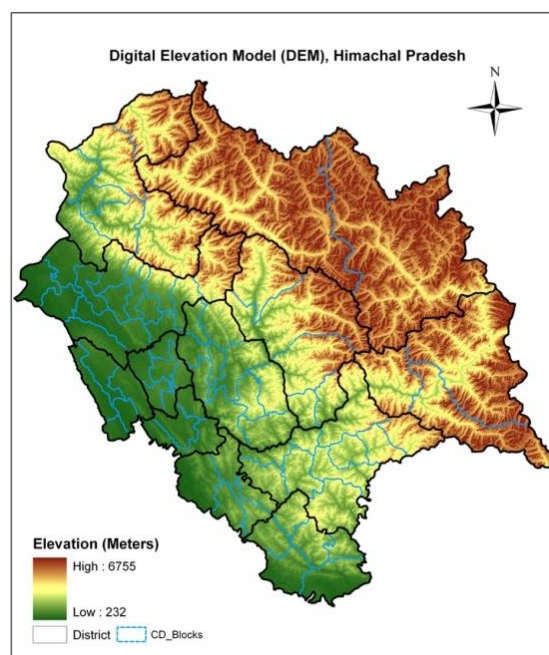 Digital Elevation Model (DEM), Himachal Pradesh
N
Elevation (Meters)
High : 6755
Low : 232
District
CD_Blocks